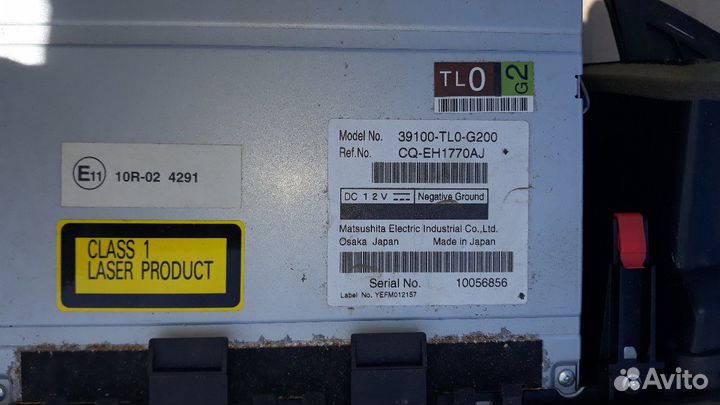 TL0 G2
Model No. 39100-TL0-G200
Ref.No. CQ-EH1770AJ
E11 10R-02 4291
DC 12V Negative Ground
CLASS 1
LASER PRODUCT
Matsushita Electric Industrial Co.,Ltd.
Osaka Japan Made in Japan
Serial No. 10056856
Label No. YEFM012157
Avito